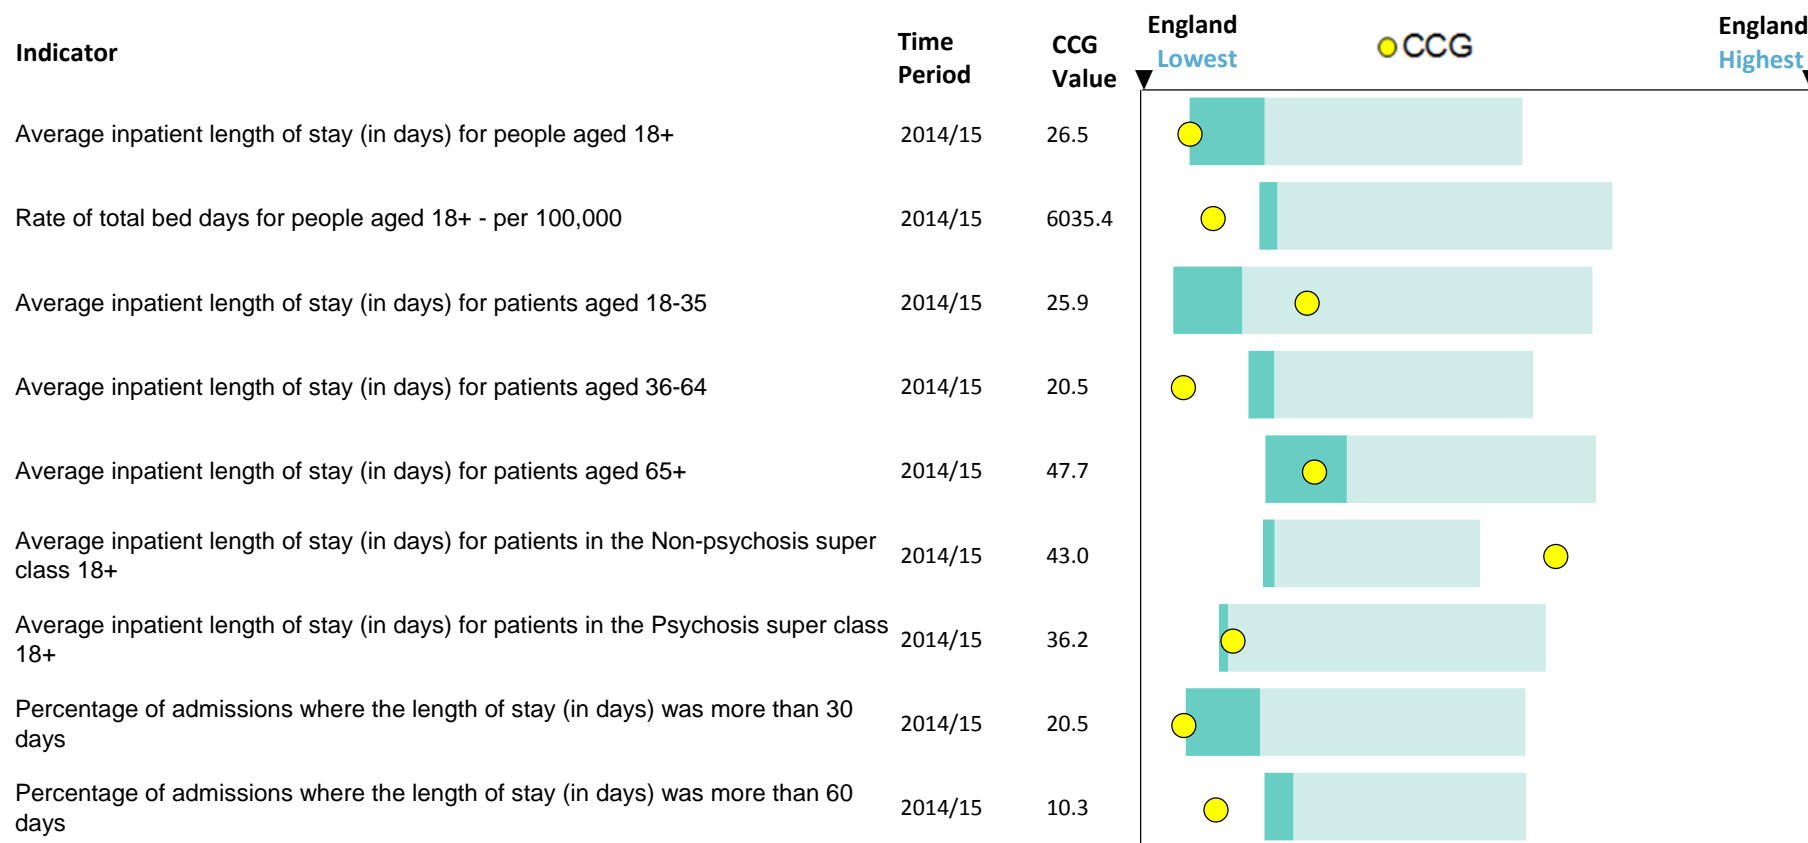 Indicator
Time
Period
CCG
Value
England
Lowest
CCG
England
Highest
Average inpatient length of stay (in days) for people aged 18+ 2014/15 26.5
Rate of total bed days for people aged 18+ - per 100,000 2014/15 6035.4
Average inpatient length of stay (in days) for patients aged 18-35 2014/15 25.9
Average inpatient length of stay (in days) for patients aged 36-64 2014/15 20.5
Average inpatient length of stay (in days) for patients aged 65+ 2014/15 47.7
Average inpatient length of stay (in days) for patients in the Non-psychosis super
class 18+ 2014/15 43.0
Average inpatient length of stay (in days) for patients in the Psychosis super class
18+ 2014/15 36.2
Percentage of admissions where the length of stay (in days) was more than 30
days 2014/15 20.5
Percentage of admissions where the length of stay (in days) was more than 60
days 2014/15 10.3